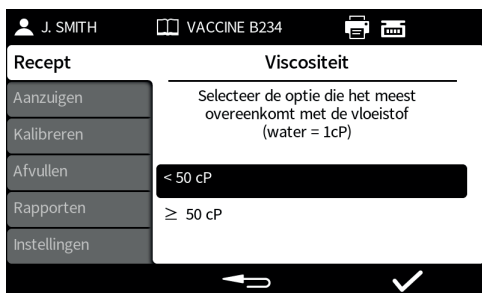 J. SMITH
VACCINE B234
Recept
Aanzuigen
Kalibreren
Afvullen
Rapporten
Instellingen
Viscositeit
Selecteer de optie die het meest
overeenkomt met de vloeistof
(water = 1cP)
< 50 cP
≥ 50 cP